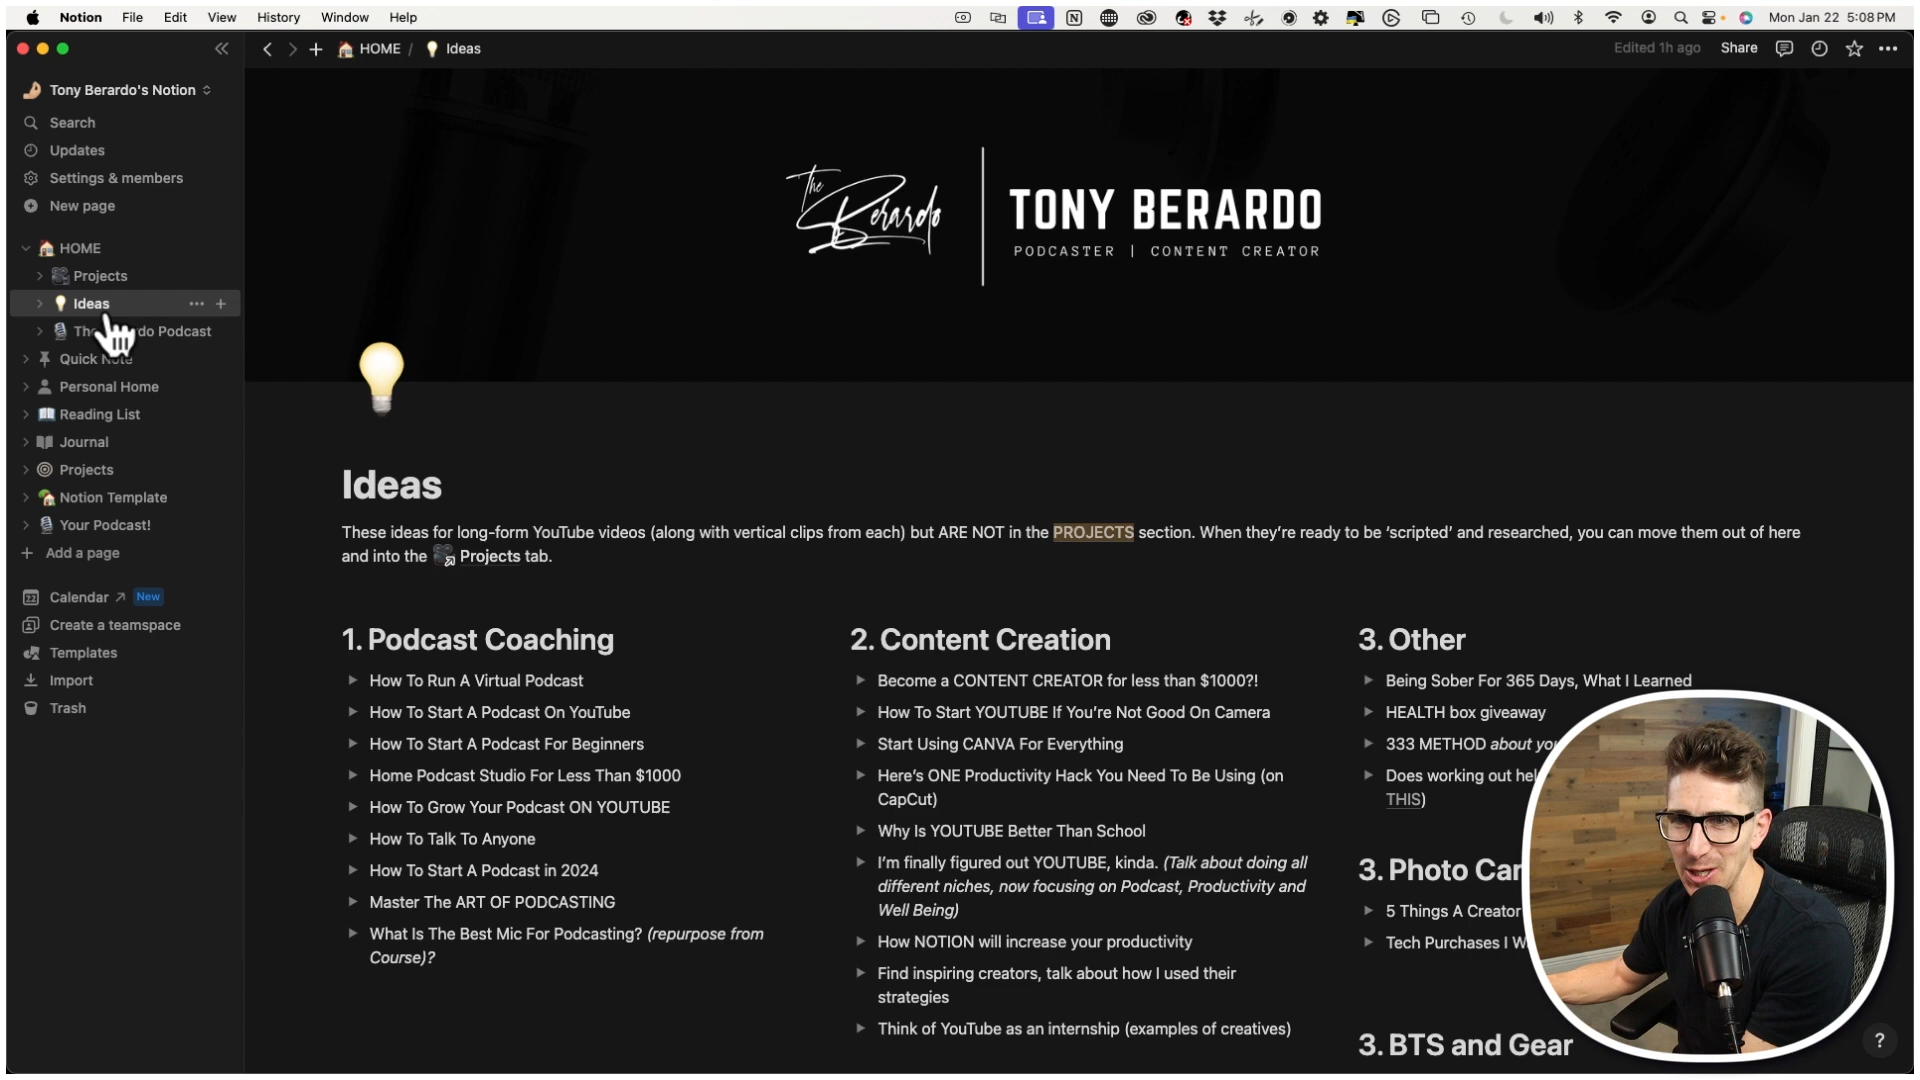 Notion File Edit View History Window Help
Mon Jan 22 5:08 PM
HOME / Ideas
Edited 1h ago Share
Tony Berardo's Notion
Search
Updates
Settings & members
New page
HOME
Projects
Ideas
The do Podcast
Quick Note
Personal Home
Reading List
Journal
Projects
Notion Template
Your Podcast!
Add a page
Calendar ↗ New
Create a teamspace
Templates
Import
Trash
The Berardo
TONY BERARDO
PODCASTER | CONTENT CREATOR
Ideas
These ideas for long-form YouTube videos (along with vertical clips from each) but ARE NOT in the PROJECTS section. When they're ready to be 'scripted' and researched, you can move them out of here
and into the Projects tab.
1. Podcast Coaching
How To Run A Virtual Podcast
How To Start A Podcast On YouTube
How To Start A Podcast For Beginners
Home Podcast Studio For Less Than $1000
How To Grow Your Podcast ON YOUTUBE
How To Talk To Anyone
How To Start A Podcast in 2024
Master The ART OF PODCASTING
What Is The Best Mic For Podcasting? (repurpose from
Course)?
2. Content Creation
Become a CONTENT CREATOR for less than $1000?!
How To Start YOUTUBE If You're Not Good On Camera
Start Using CANVA For Everything
Here's ONE Productivity Hack You Need To Be Using (on
CapCut)
Why Is YOUTUBE Better Than School
I'm finally figured out YOUTUBE, kinda. (Talk about doing all
different niches, now focusing on Podcast, Productivity and
Well Being)
How NOTION will increase your productivity
Find inspiring creators, talk about how I used their
strategies
Think of YouTube as an internship (examples of creatives)
3. Other
Being Sober For 365 Days, What I Learned
HEALTH box giveaway
333 METHOD about
Does working out
THIS)
3. Photo
5 Things A Creator
Tech Purchases I
3. BTS and Gear
?